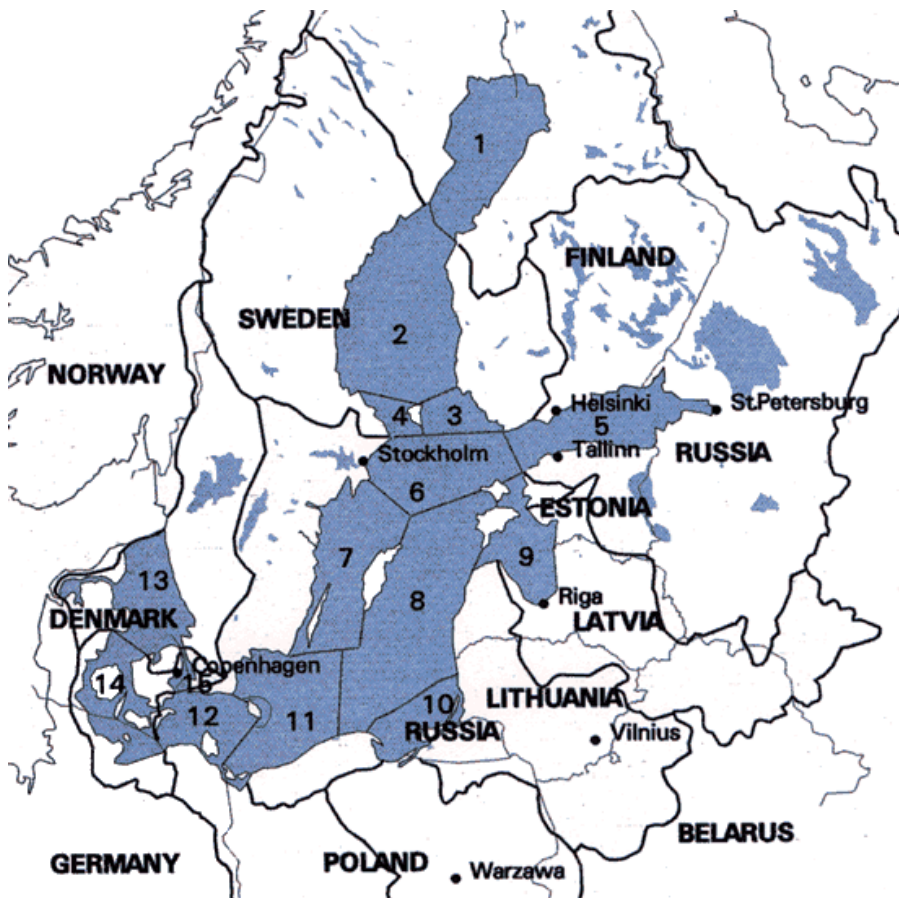 1
FINLAND
SWEDEN
2
NORWAY
4
3
Helsinki
St.Petersburg
5
Stockholm
Tallinn
RUSSIA
6
ESTONIA
7
9
13
8
Riga
DENMARK
LATVIA
Copenhagen
14
15
LITHUANIA
10
12
11
RUSSIA
Vilnius
BELARUS
GERMANY
POLAND
Warzawa